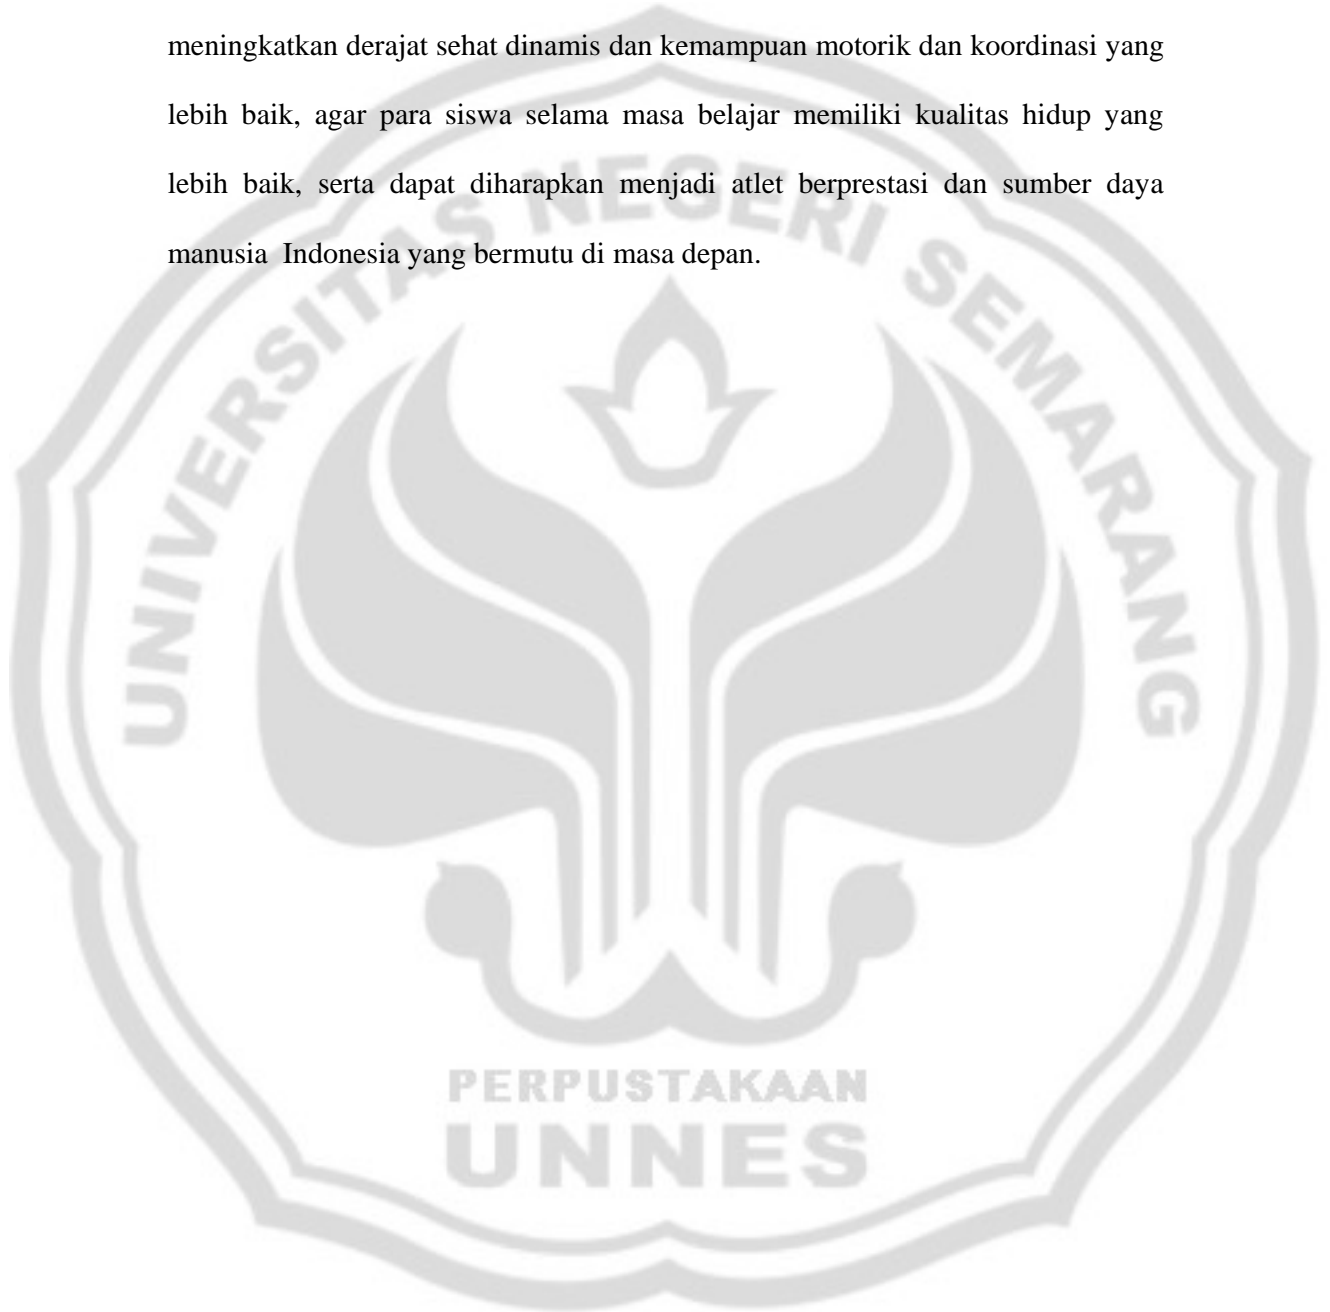 meningkatkan derajat sehat dinamis dan kemampuan motorik dan koordinasi yang
lebih baik, agar para siswa selama masa belajar memiliki kualitas hidup yang
lebih baik, serta dapat diharapkan menjadi atlet berprestasi dan sumber daya
manusia  Indonesia yang bermutu di masa depan.
UNIVERSITAS NEGERI SEMARANG
PERPUSTAKAAN
UNNES